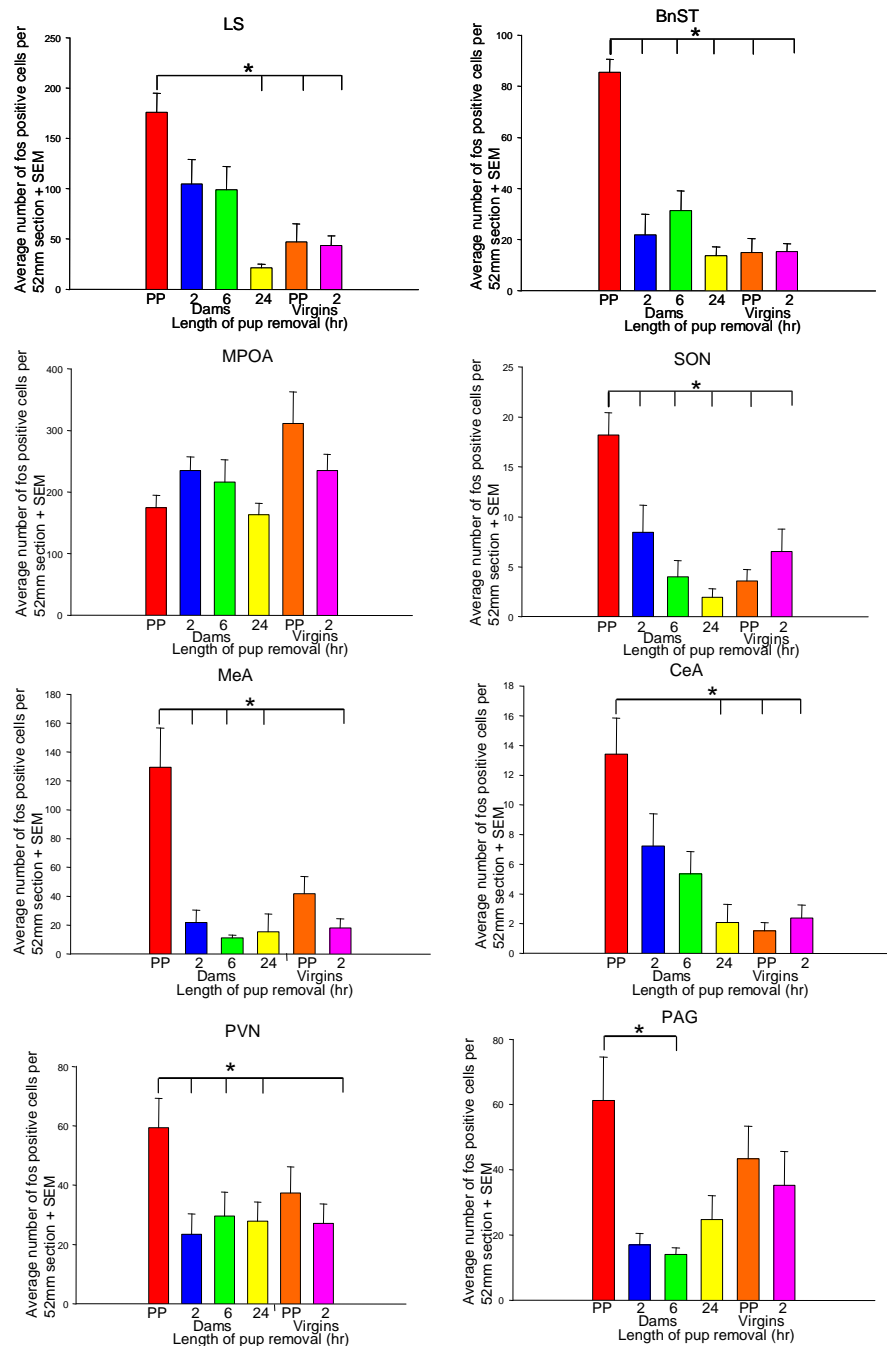 LS
Average number of fos positive cells per
52mm section + SEM
250
200
150
100
50
0
*
PP 2 6 24 PP 2
Dams Virgins
Length of pup removal (hr)
BnST
Average number of fos positive cells per
52mm section + SEM
100
80
60
40
20
0
*
PP 2 6 24 PP 2
Dams Virgins
Length of pup removal (hr)
MPOA
Average number of fos positive cells per
52mm section + SEM
400
300
200
100
0
PP 2 6 24 PP 2
Dams Virgins
Length of pup removal (hr)
SON
Average number of fos positive cells per
52mm section + SEM
25
20
15
10
5
0
*
PP 2 6 24 PP 2
Dams Virgins
Length of pup removal (hr)
MeA
Average number of fos positive cells per
52mm section + SEM
180
160
140
120
100
80
60
40
20
0
*
PP 2 6 24 PP 2
Dams Virgins
Length of pup removal (hr)
CeA
Average number of fos positive cells per
52mm section + SEM
18
16
14
12
10
8
6
4
2
0
*
PP 2 6 24 PP 2
Dams Virgins
Length of pup removal (hr)
PVN
Average number of fos positive cells per
52mm section + SEM
80
60
40
20
0
*
PP 2 6 24 PP 2
Dams Virgins
Length of pup removal (hr)
PAG
Average number of fos positive cells per
52mm section + SEM
80
60
40
20
0
*
PP 2 6 24 PP 2
Dams Virgins
Length of pup removal (hr)